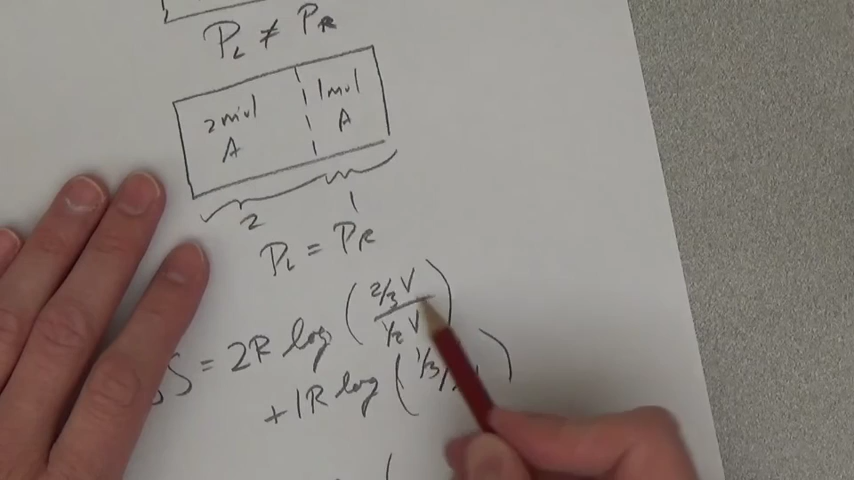 P_L ≠ P_R
2 mol 1 mol
A A
2 1
P_L = P_R
S = 2R log ( 2/3 V / 1/2 V )
+ 1R log ( 1/3 /